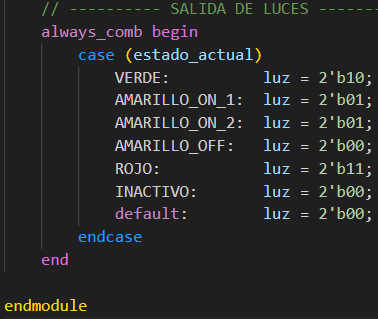 // ---------- SALIDA DE LUCES -------
always_comb begin
case (estado_actual)
VERDE: luz = 2'b10;
AMARILLO_ON_1: luz = 2'b01;
AMARILLO_ON_2: luz = 2'b01;
AMARILLO_OFF: luz = 2'b00;
ROJO: luz = 2'b11;
INACTIVO: luz = 2'b00;
default: luz = 2'b00;
endcase
end
endmodule